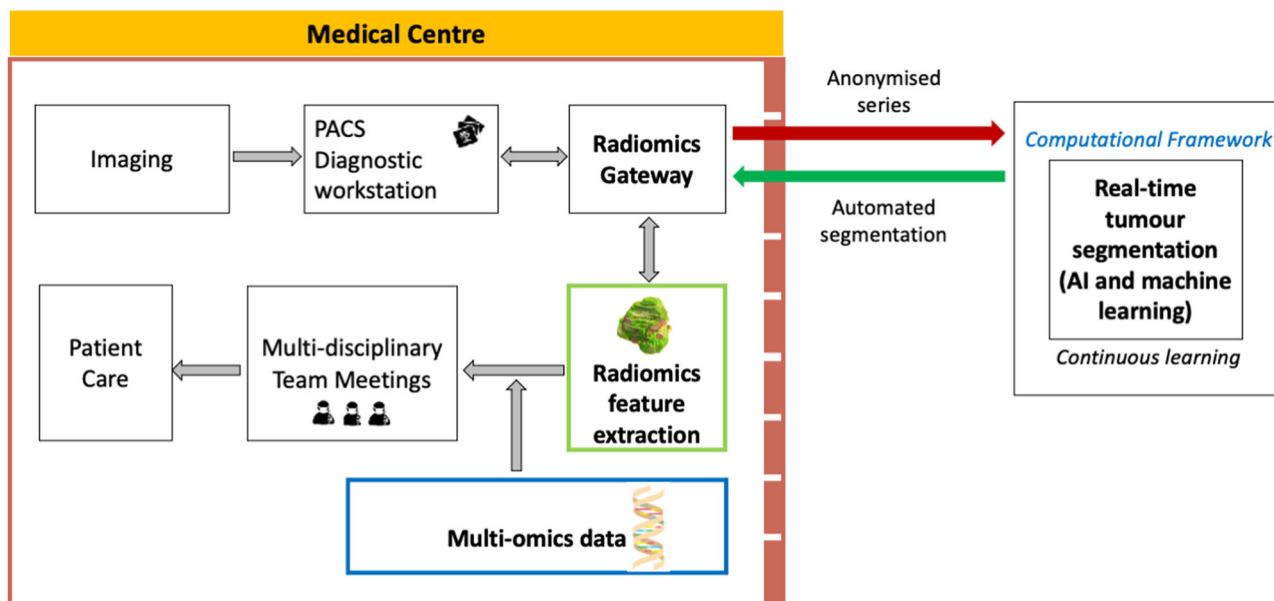 Medical Centre
Imaging
PACS
Diagnostic
workstation
Radiomics
Gateway
Anonymised
series
Automated
segmentation
Computational Framework
Real-time
tumour
segmentation
(AI and machine
learning)
Continuous learning
Patient
Care
Multi-disciplinary
Team Meetings
Radiomics
feature
extraction
Multi-omics data